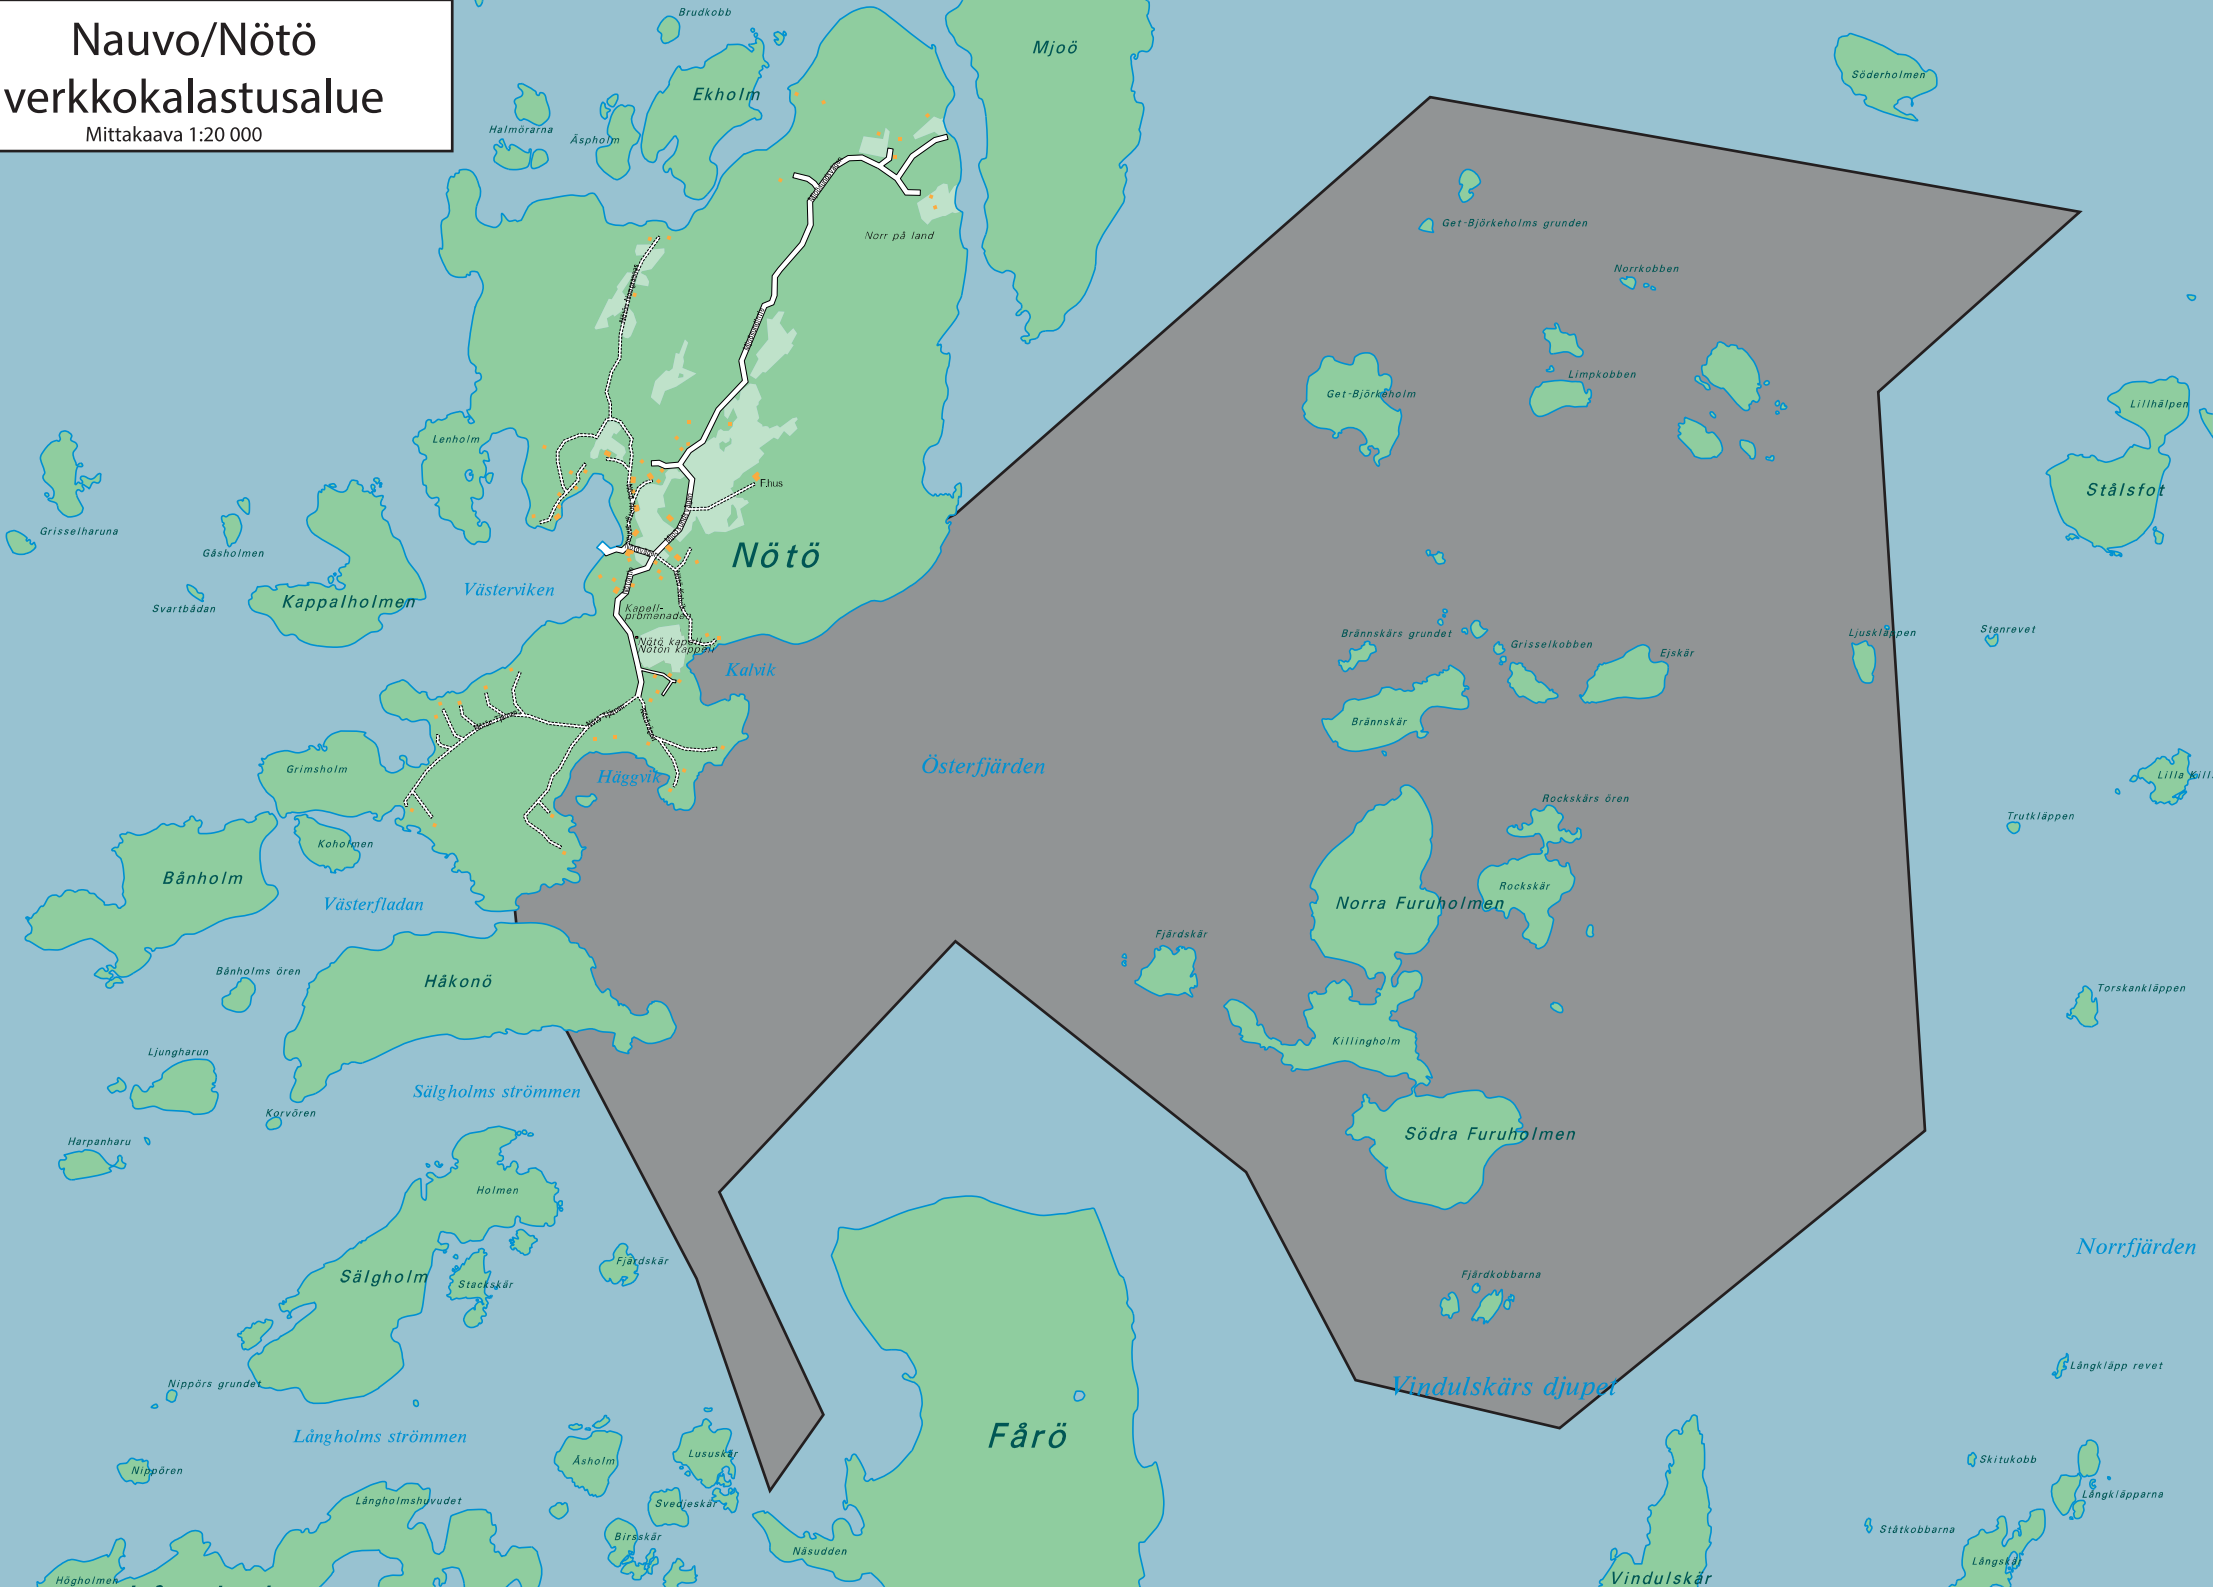 Nauvo/Nötö
verkkokalastusalue
Mittakaava 1:20 000
Brudkobb
Mjoö
Söderholmen
Ekholm
Halmörarna
Äspholm
Norr på land
Get-Björkeholms grunden
Norrkobben
Limpkobben
Get-Björkeholm
Lillhälpen
Lenholm
Stålsfot
F.hus
Grisselharuna
Gåsholmen
Nötö
Västerviken
Kappalholmen
Svartbådan
Kapell-
promenaden
Nötö kapell
Nötön kappeli
Kalvik
Brännskärs grundet
Grisselkobben
Ejskär
Ljuskläppen
Stenrevet
Brännskär
Österfjärden
Grimsholm
Häggvik
Lilla Kill
Rockskärs ören
Trutkläppen
Koholmen
Bånholm
Västerfladan
Rockskär
Norra Furuholmen
Fjärdskär
Bånholms ören
Håkonö
Torskankläppen
Killingholm
Ljungharun
Sälgholms strömmen
Korvören
Harpanharu
Södra Furuholmen
Holmen
Norrfjärden
Fjärdskär
Sälgholm
Stackskär
Fjärdkobbarna
Långkläpp revet
Nippörs grundet
Vindulskärs djupet
Långholms strömmen
Fårö
Lususkär
Åsholm
Nippören
Skitukobb
Långkläpparna
Långholmshuvudet
Svedjeskär
Birsskär
Ståtkobbarna
Näsudden
Långskär
Högholmen
Vindulskär